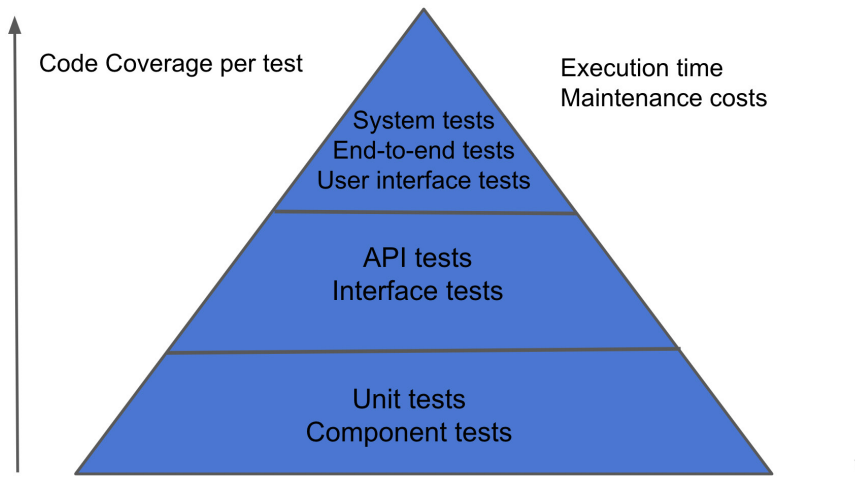 Code Coverage per test
Execution time
Maintenance costs
System tests
End-to-end tests
User interface tests
API tests
Interface tests
Unit tests
Component tests